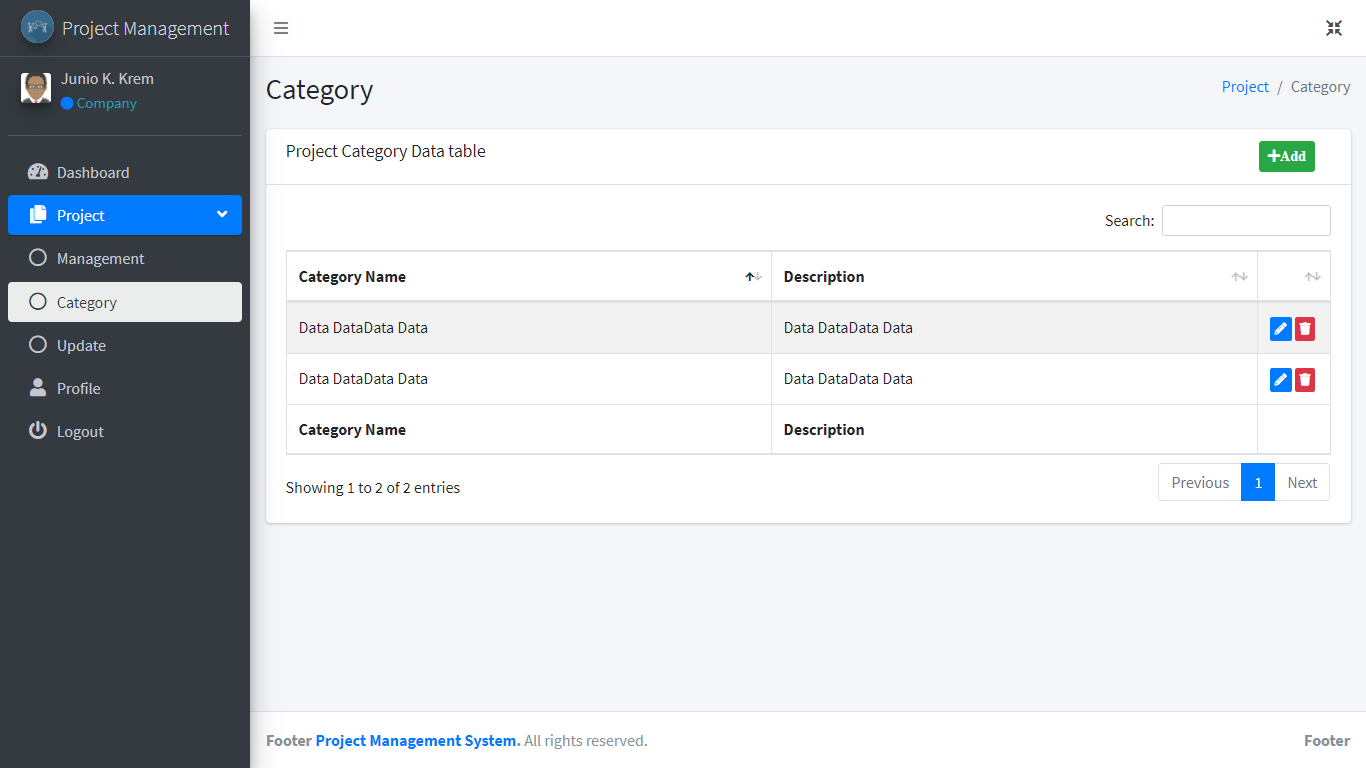 Project Management
Junio K. Krem
Company
Dashboard
Project
Management
Category
Update
Profile
Logout
Category
Project / Category
Project Category Data table
Add
Search:
Category Name Description
Data DataData Data Data DataData Data
Data DataData Data Data DataData Data
Category Name Description
Showing 1 to 2 of 2 entries
Previous 1 Next
Footer Project Management System. All rights reserved.
Footer